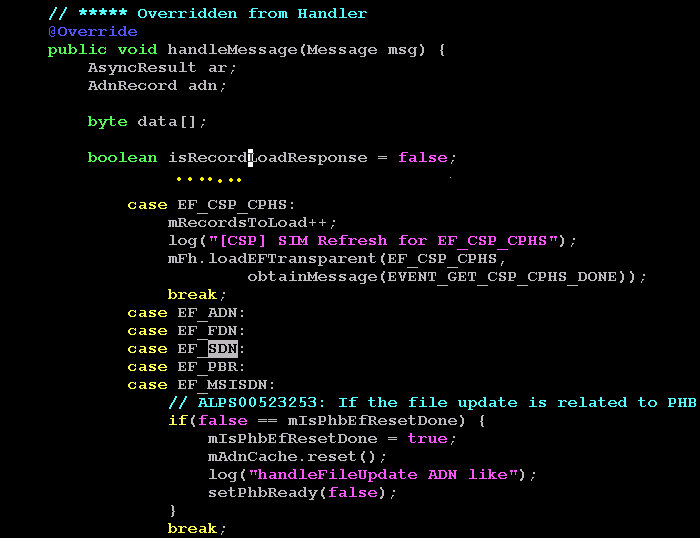 // ***** Overridden from Handler
@Override
public void handleMessage(Message msg) {
AsyncResult ar;
AdnRecord adn;
byte data[];
boolean isRecordLoadResponse = false;
.......
case EF_CSP_CPHS:
mRecordsToLoad++;
log("[CSP] SIM Refresh for EF_CSP_CPHS");
mFh.loadEFTransparent(EF_CSP_CPHS,
obtainMessage(EVENT_GET_CSP_CPHS_DONE));
break;
case EF_ADN:
case EF_FDN:
case EF_SDN:
case EF_PBR:
case EF_MSISDN:
// ALPS00523253: If the file update is related to PHB
if(false == mIsPhbEfResetDone) {
mIsPhbEfResetDone = true;
mAdnCache.reset();
log("handleFileUpdate ADN like");
setPhbReady(false);
}
break;